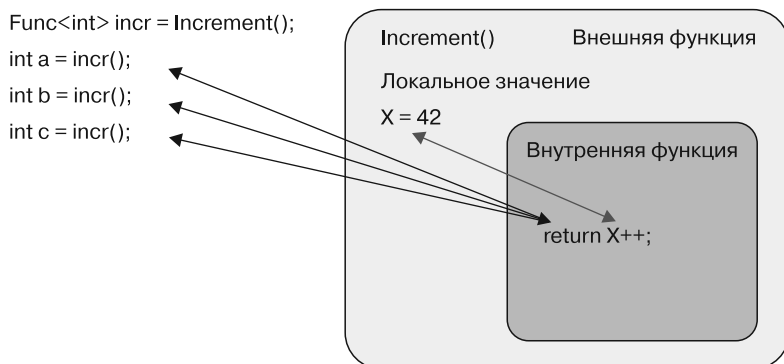 Func<int> incr = Increment();
int a = incr();
int b = incr();
int c = incr();
Increment() Внешняя функция
Локальное значение
X = 42
Внутренняя функция
return X++;